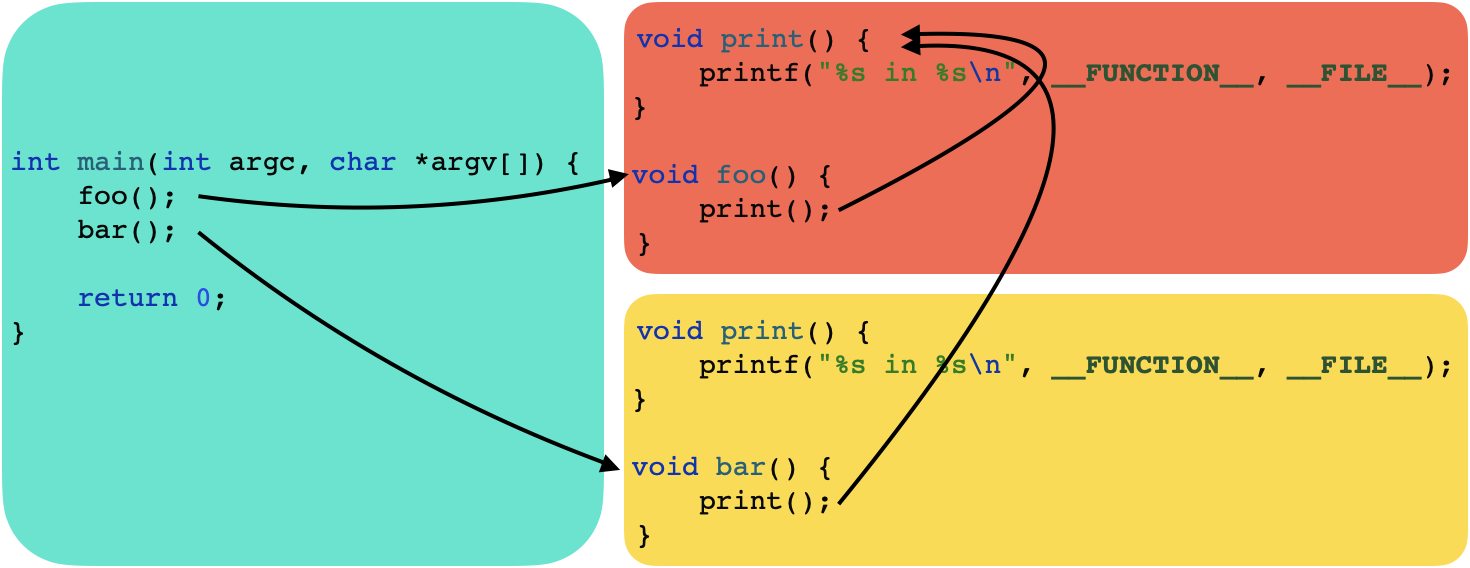 int main(int argc, char *argv[]) {
    foo();
    bar();

    return 0;
}
void print() {
    printf("%s in %s\n", __FUNCTION__, __FILE__);
}

void foo() {
    print();
}
void print() {
    printf("%s in %s\n", __FUNCTION__, __FILE__);
}

void bar() {
    print();
}